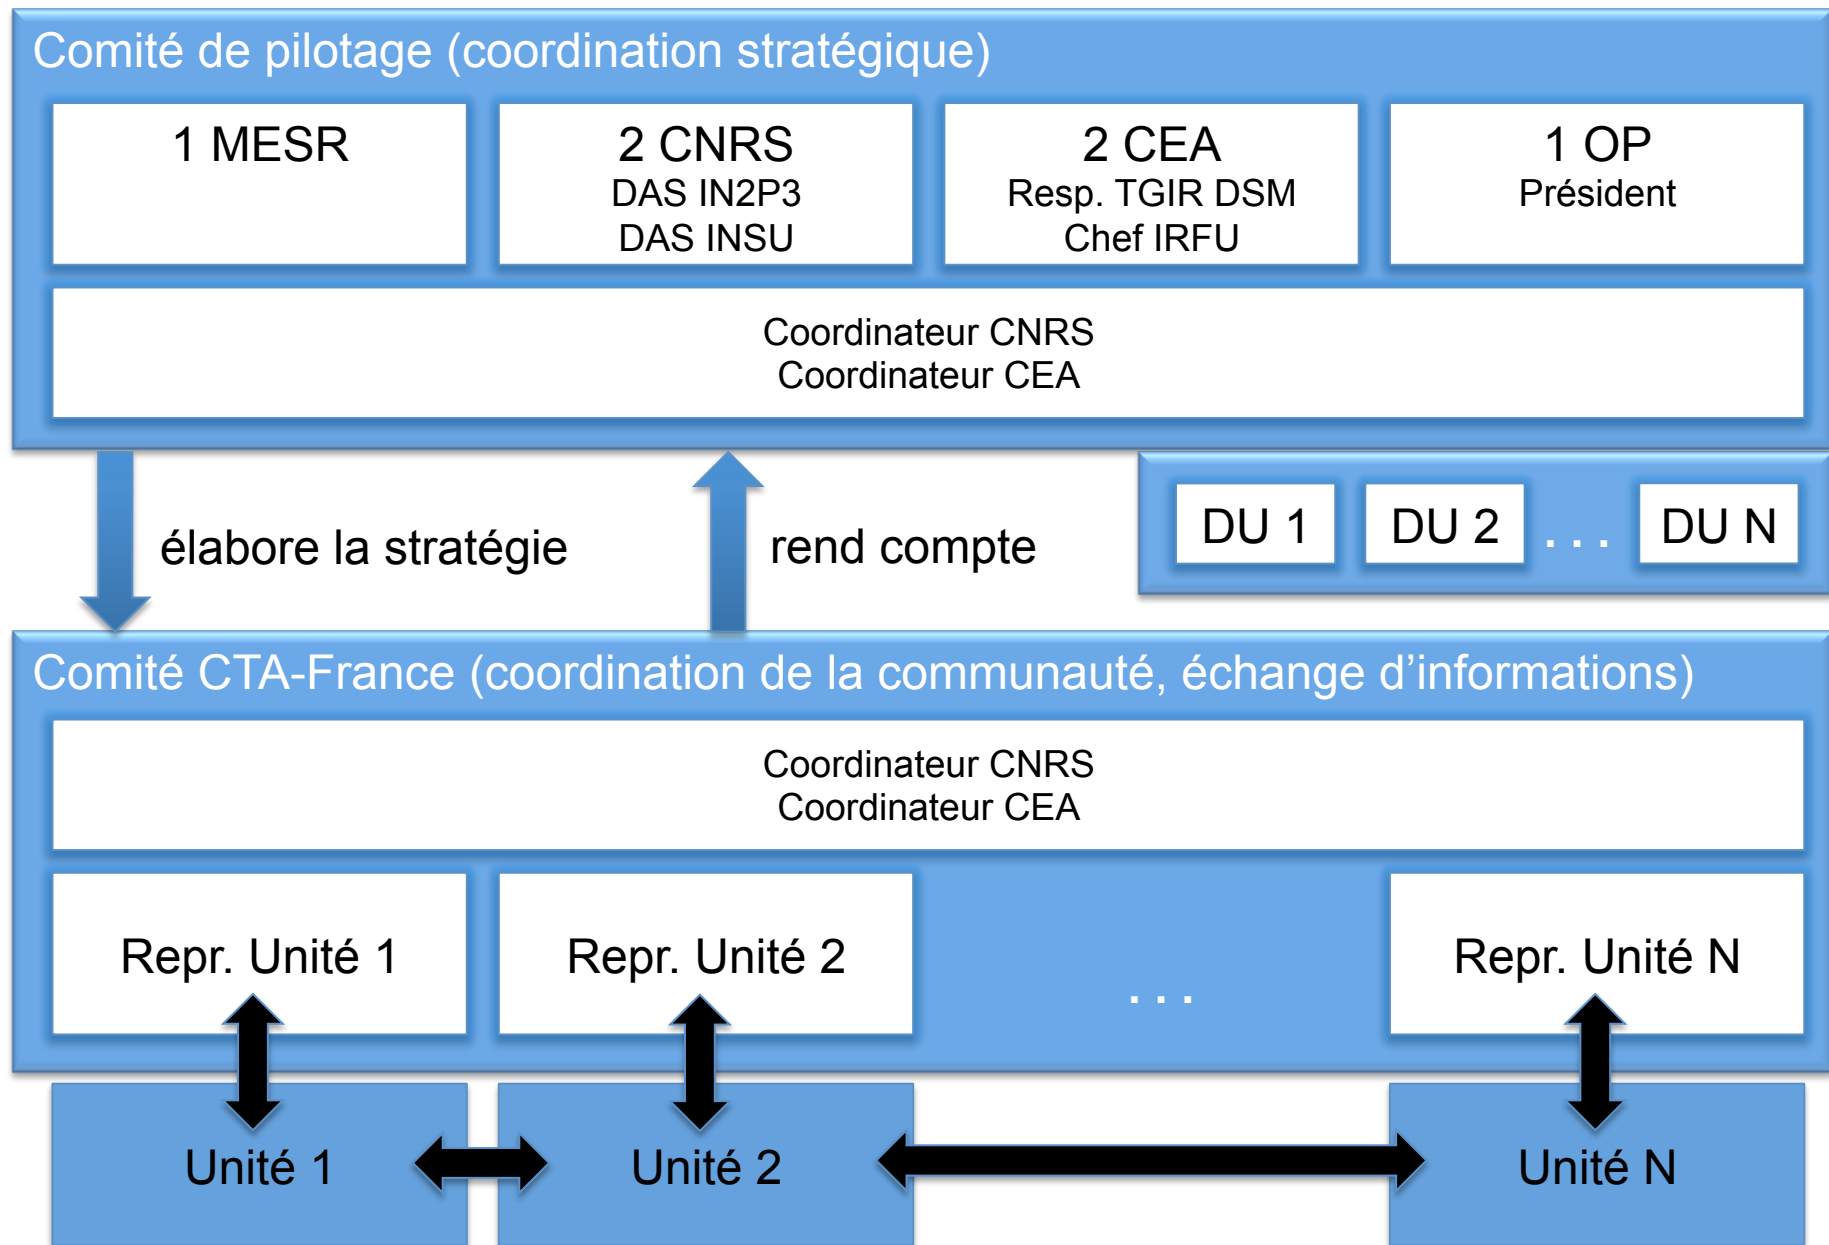 Comité de pilotage (coordination stratégique)
1 MESR
2 CNRS
DAS IN2P3
DAS INSU
2 CEA
Resp. TGIR DSM
Chef IRFU
1 OP
Président
Coordinateur CNRS
Coordinateur CEA
élabore la stratégie
rend compte
DU 1
DU 2
. . .
DU N
Comité CTA-France (coordination de la communauté, échange d’informations)
Coordinateur CNRS
Coordinateur CEA
Repr. Unité 1
Repr. Unité 2
. . .
Repr. Unité N
Unité 1
Unité 2
Unité N